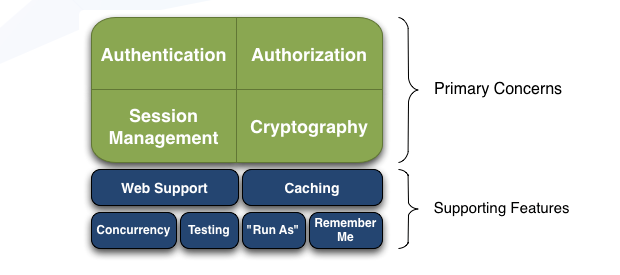 Authentication
Authorization
Primary Concerns
Session
Management
Cryptography
Web Support
Caching
Supporting Features
Concurrency
Testing
"Run As"
Remember
Me